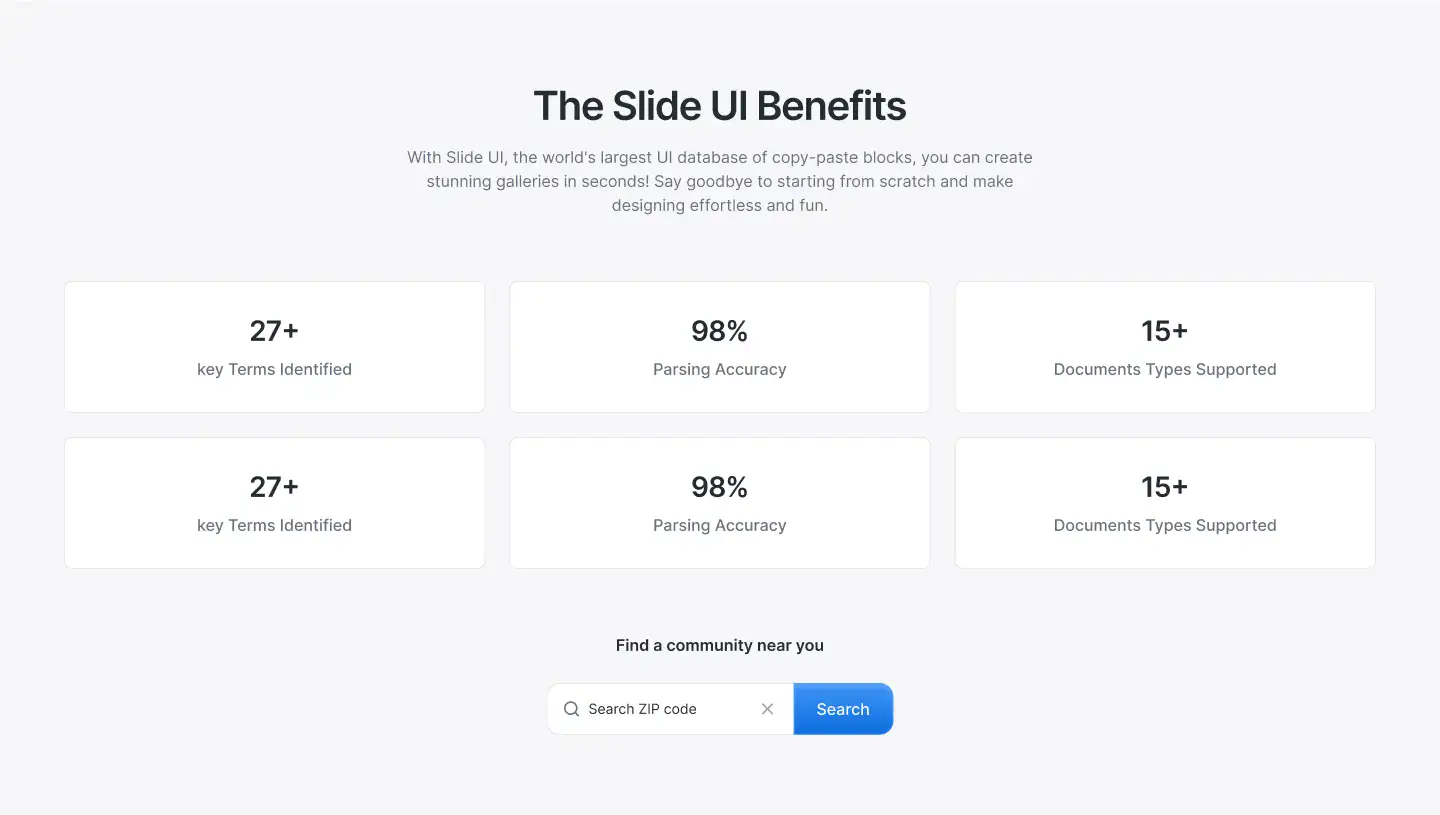 The Slide UI Benefits
With Slide UI, the world's largest UI database of copy-paste blocks, you can create
stunning galleries in seconds! Say goodbye to starting from scratch and make
designing effortless and fun.
27+
key Terms Identified
98%
Parsing Accuracy
15+
Documents Types Supported
27+
key Terms Identified
98%
Parsing Accuracy
15+
Documents Types Supported
Find a community near you
Search ZIP code
Search